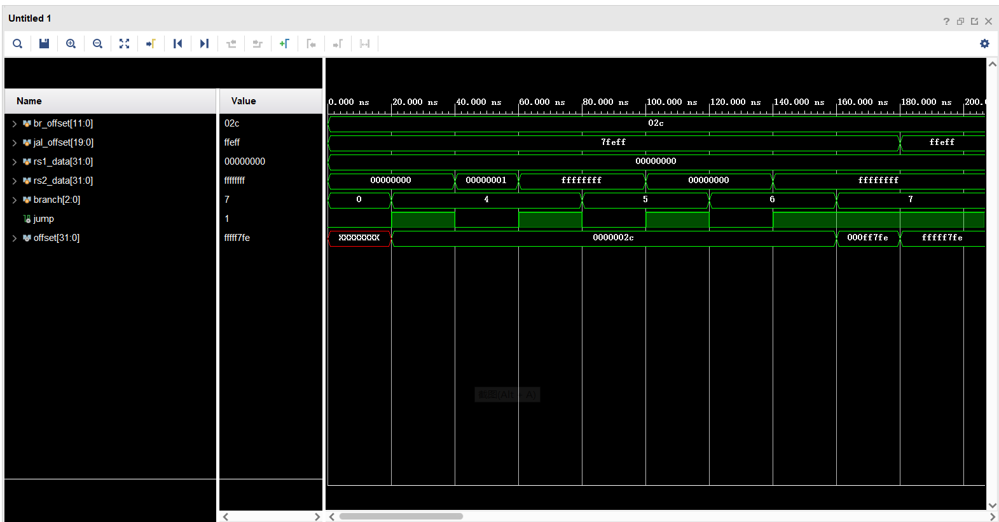 Untitled 1
?
Name
Value
0.000 ns 20.000 ns 40.000 ns 60.000 ns 80.000 ns 100.000 ns 120.000 ns 140.000 ns 160.000 ns 180.000 ns 200.
br_offset[11:0] 02c 02c
jal_offset[19:0] ffeff 7feff ffeff
rs1_data[31:0] 00000000 00000000
rs2_data[31:0] ffffffff 00000000 00000001 ffffffff 00000000 ffffffff
branch[2:0] 7 0 4 5 6 7
jump 1
offset[31:0] fffff7fe XXXXXXXX 0000002c 000ff7fe fffff7fe
截图(Alt + A)